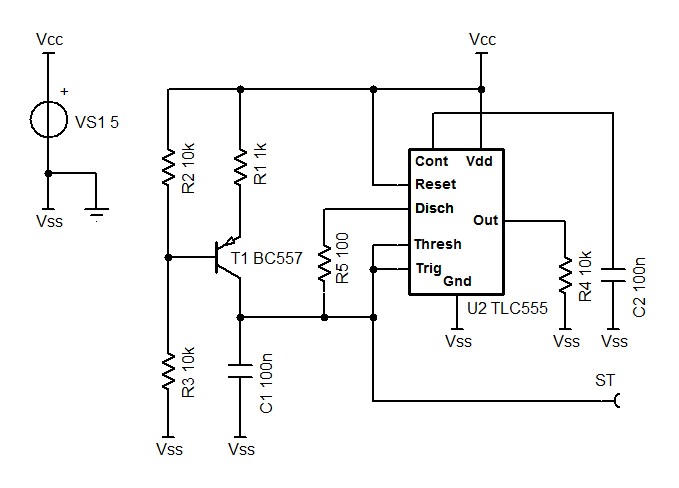 Vcc
Vcc
+
VS1 5
Vss
R2 10k
R1 1k
Cont
Vdd
Reset
Disch
Out
Thresh
Trig
Gnd
T1 BC557
R5 100
U2 TLC555
R4 10k
C2 100n
Vss
Vss
Vss
R3 10k
C1 100n
ST
Vss
Vss